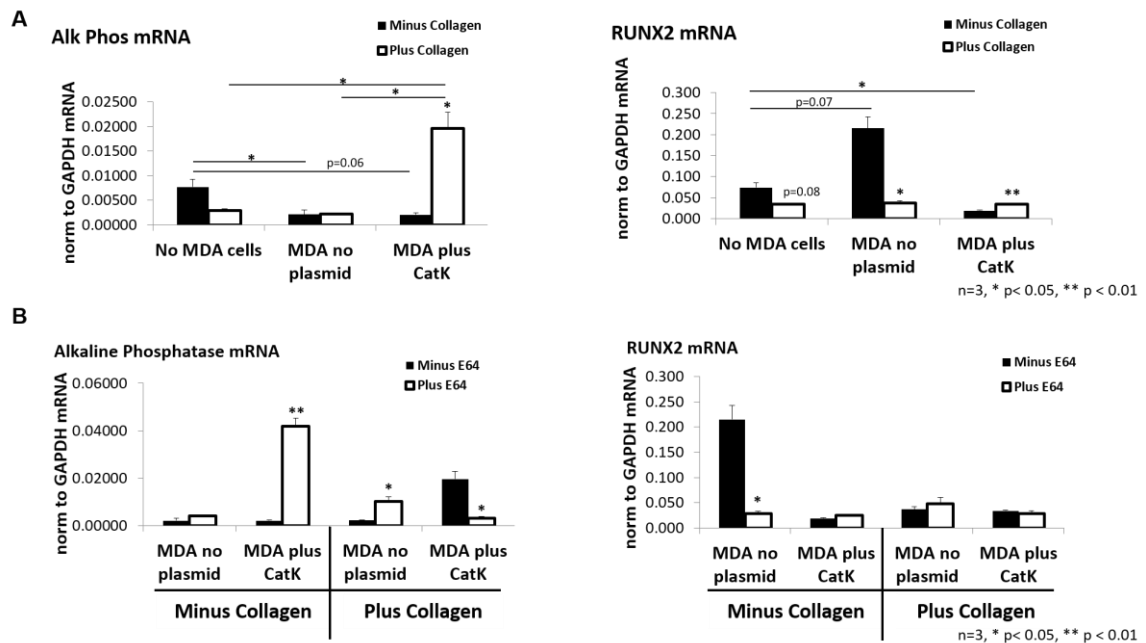 A
Alk Phos mRNA
Minus Collagen
Plus Collagen
norm to GAPDH mRNA
0.02500
0.02000
0.01500
0.01000
0.00500
0.00000
*
*
*
*
p=0.06
No MDA cells
MDA no
plasmid
MDA plus
CatK
RUNX2 mRNA
Minus Collagen
Plus Collagen
norm to GAPDH mRNA
0.300
0.250
0.200
0.150
0.100
0.050
0.000
*
p=0.07
p=0.08
*
**
No MDA cells
MDA no
plasmid
MDA plus
CatK
n=3, * p< 0.05, ** p < 0.01
B
Alkaline Phosphatase mRNA
Minus E64
Plus E64
norm to GAPDH mRNA
0.06000
0.04000
0.02000
0.00000
**
*
*
MDA no
plasmid
MDA plus
CatK
MDA no
plasmid
MDA plus
CatK
Minus Collagen
Plus Collagen
RUNX2 mRNA
Minus E64
Plus E64
norm to GAPDH mRNA
0.300
0.250
0.200
0.150
0.100
0.050
0.000
*
MDA no
plasmid
MDA plus
CatK
MDA no
plasmid
MDA plus
CatK
Minus Collagen
Plus Collagen
n=3, * p< 0.05, ** p < 0.01